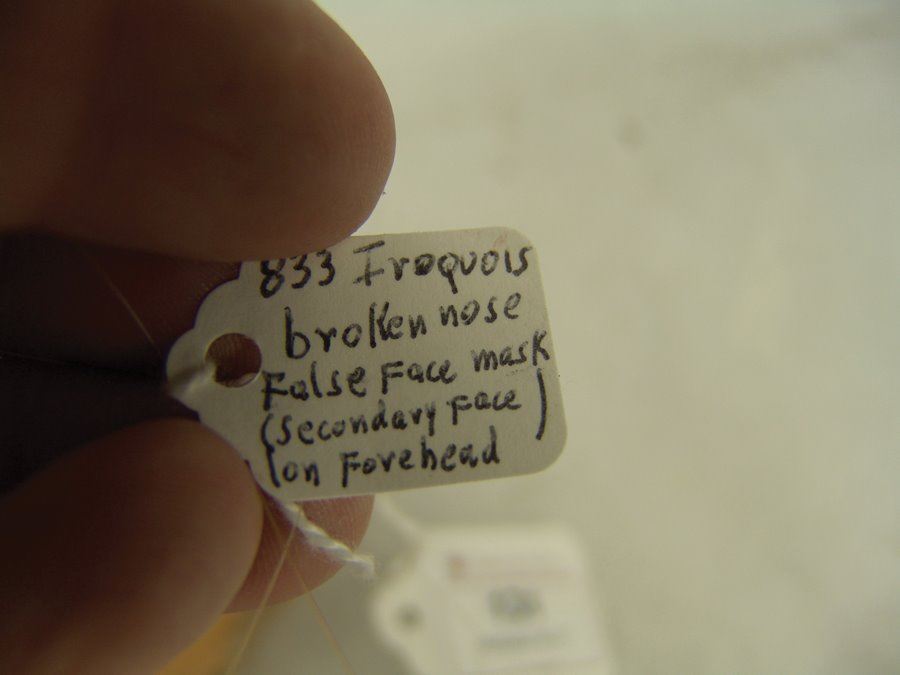 833 Iroquois
broken nose
False Face mask
(secondary Face)
on Forehead